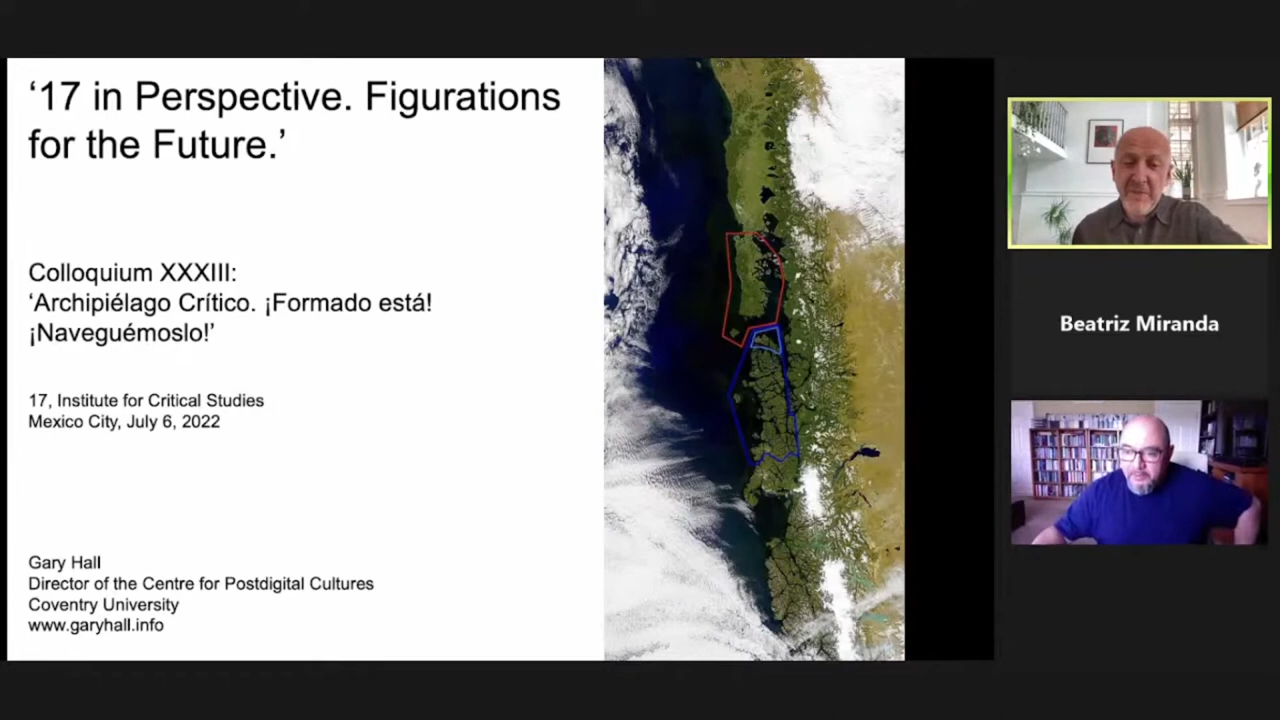 ‘17 in Perspective. Figurations
for the Future.’
Colloquium XXXIII:
‘Archipiélago Crítico. ¡Formado está!
¡Naveguémoslo!’
17, Institute for Critical Studies
Mexico City, July 6, 2022
Gary Hall
Director of the Centre for Postdigital Cultures
Coventry University
www.garyhall.info
Beatriz Miranda